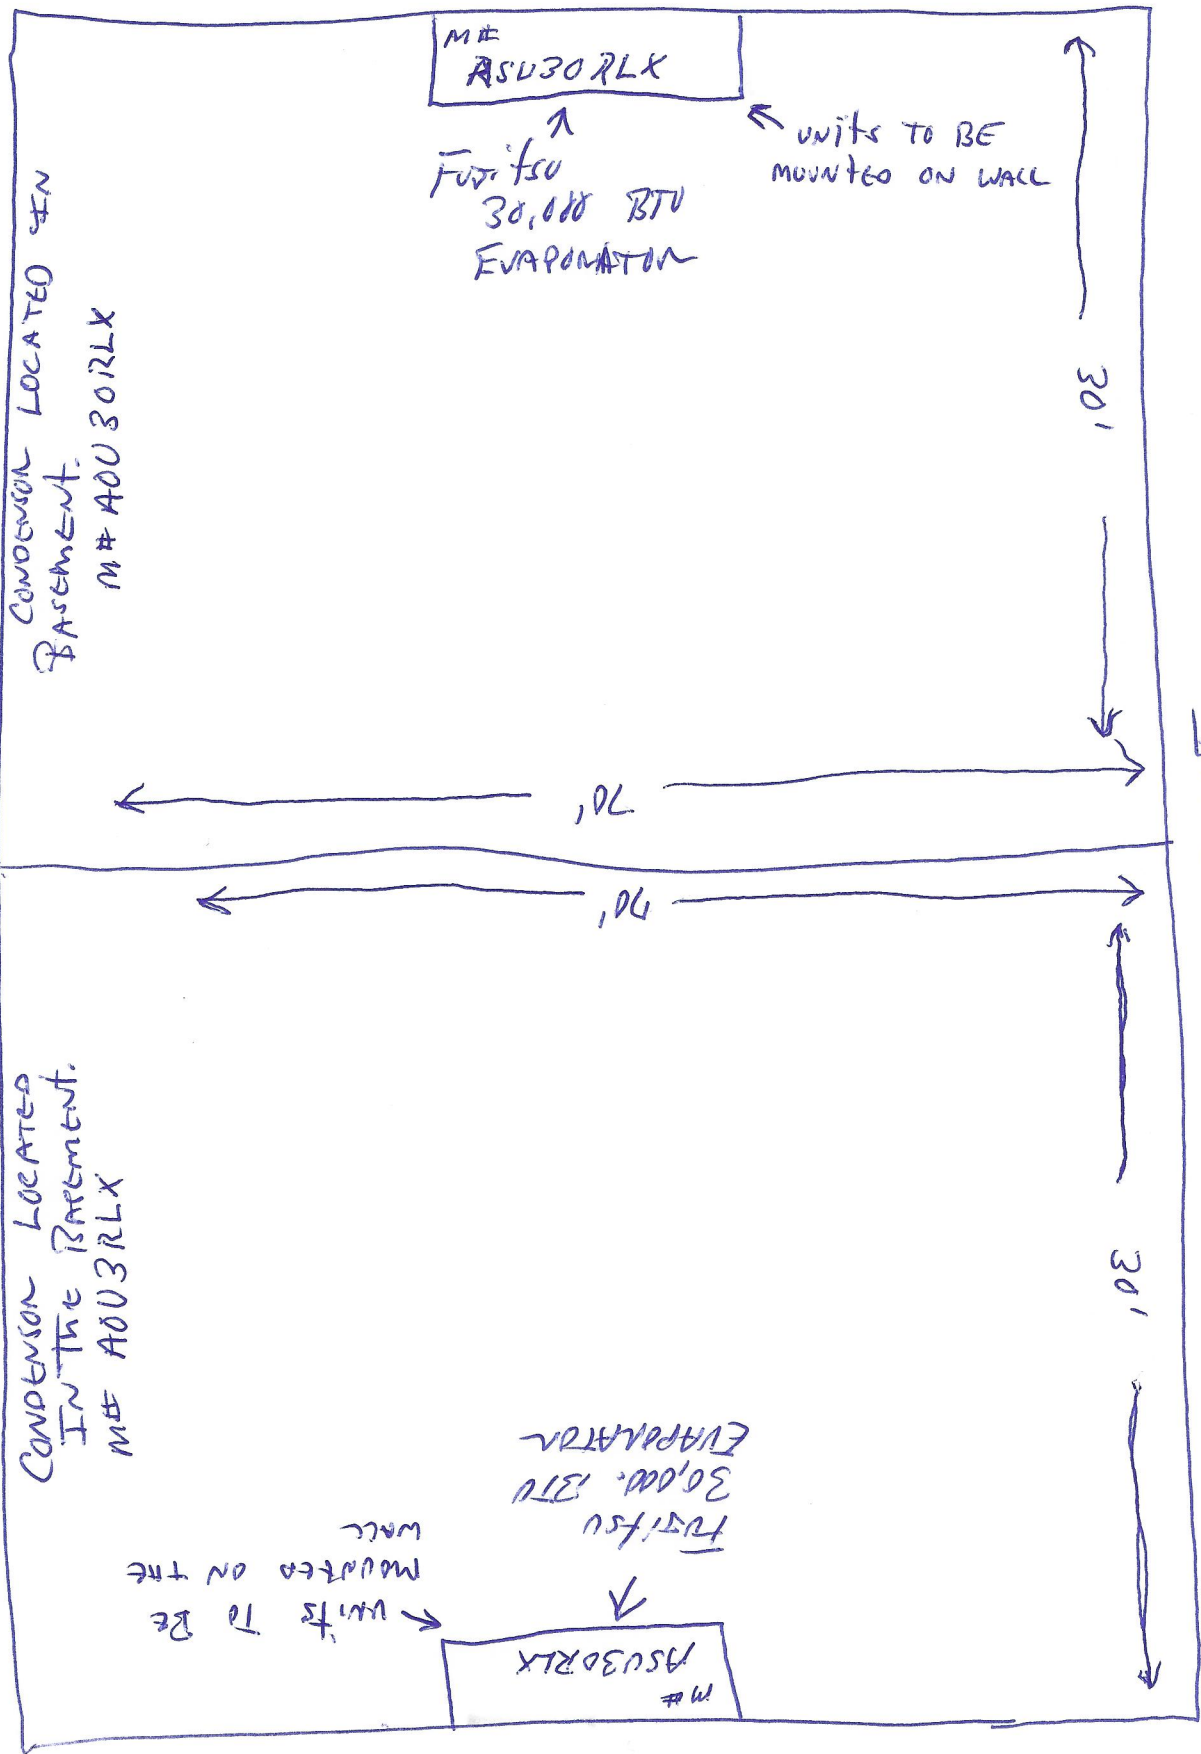 M#
ASU30RLX
Fujitsu
30,000 BTU
EVAPORATOR
units TO BE
MOUNTED ON WALL
30'
CONDENSOR LOCATED IN
BASEMENT.
M# AOU30RLX
70'
70'
30'
CONDENSOR LOCATED
IN THE BASEMENT.
M# AOU3RLX
Fujitsu
30,000. BTU
EVAPORATOR
units TO BE
MOUNTED ON THE
WALL
M#
ASU30RLX